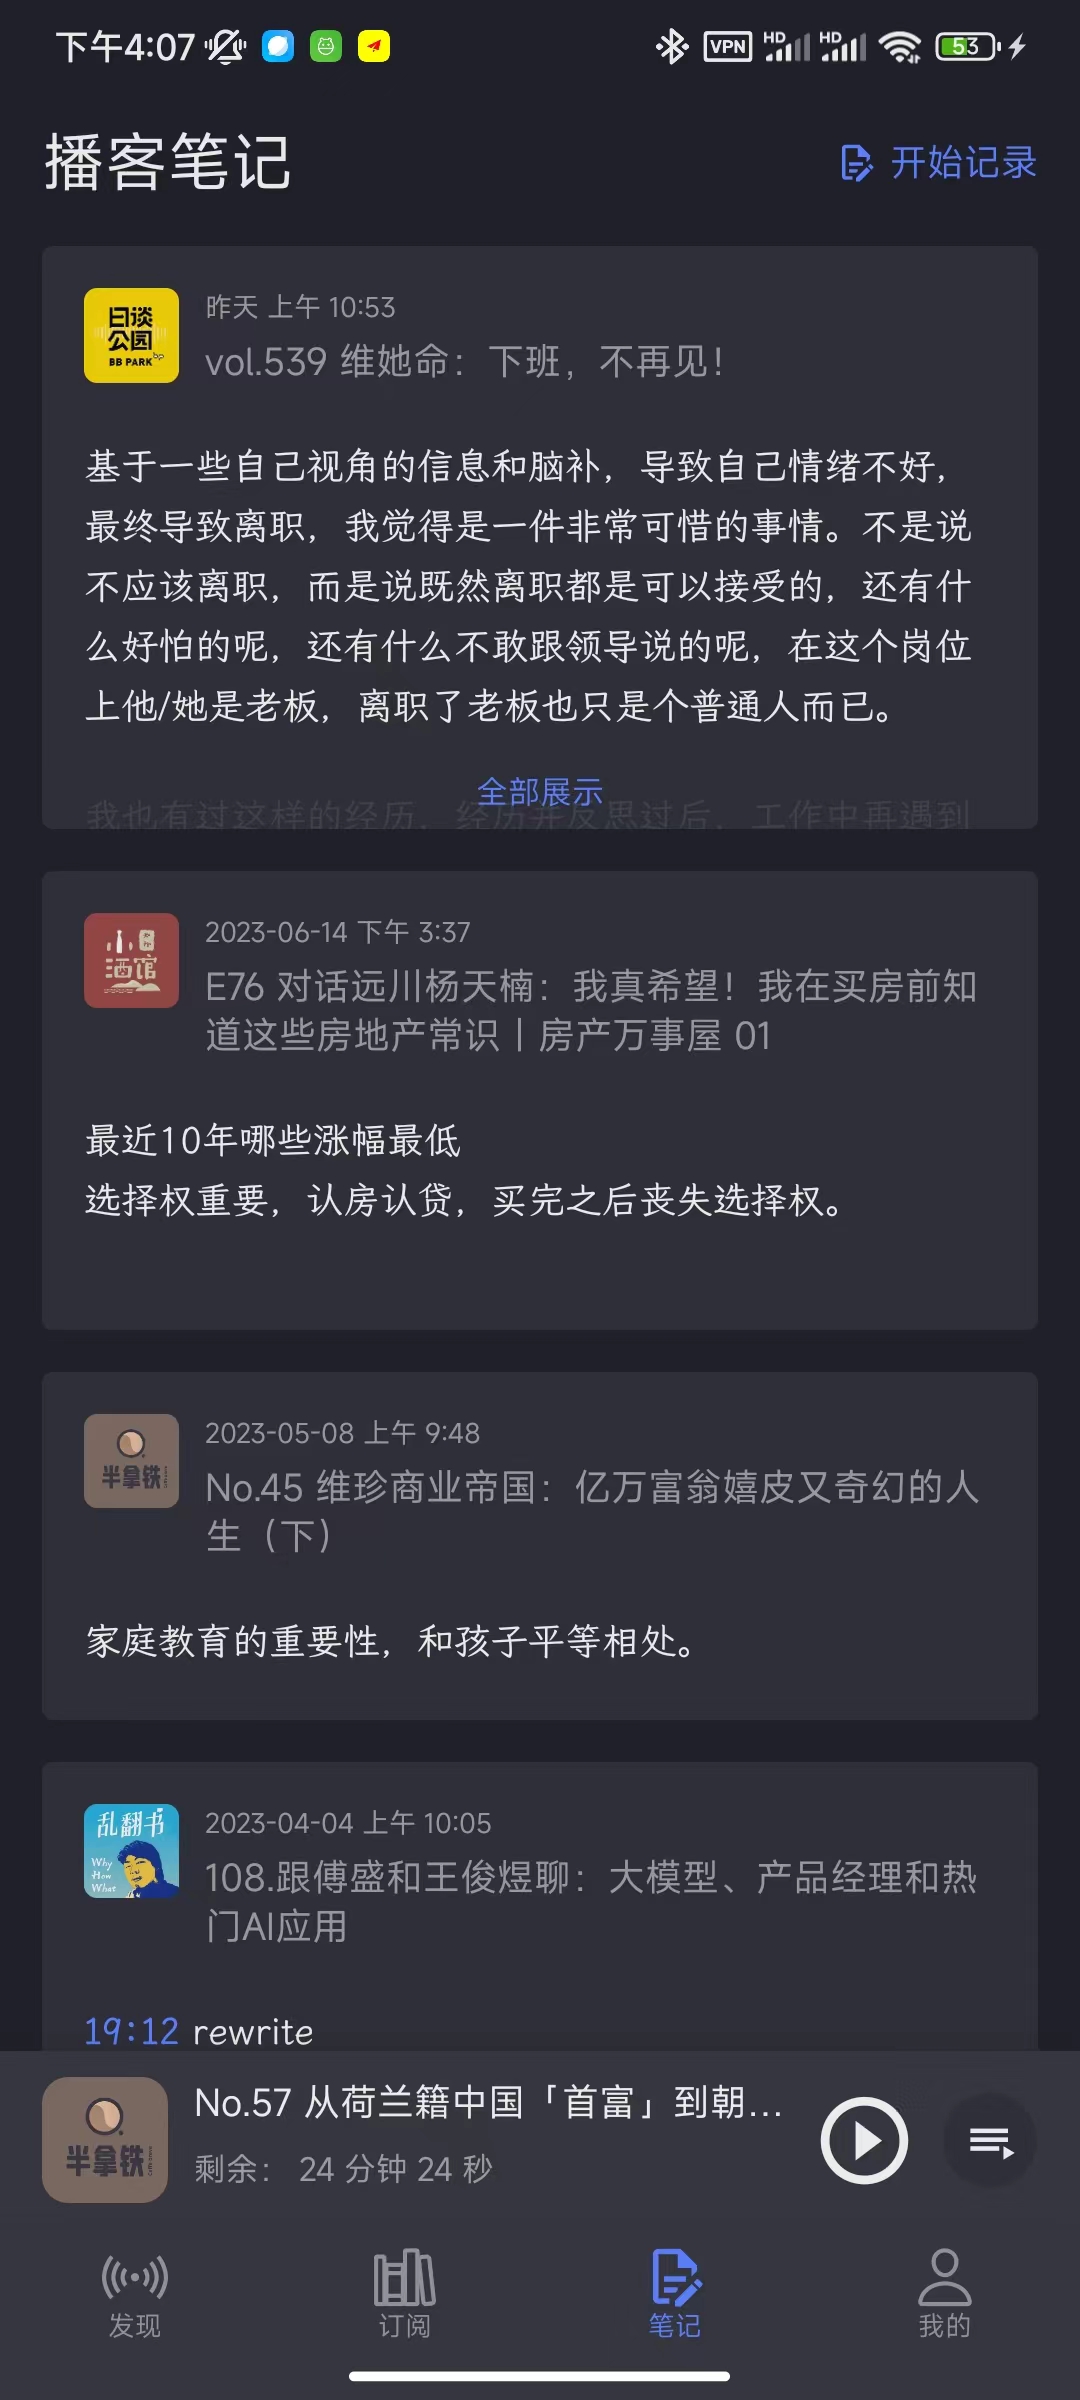 下午4:07
VPN HD HD 53
播客笔记
开始记录
日谈
公园
BB PARK
昨天 上午 10:53
vol.539 维她命：下班，不再见！
基于一些自己视角的信息和脑补，导致自己情绪不好，
最终导致离职，我觉得是一件非常可惜的事情。不是说
不应该离职，而是说既然离职都是可以接受的，还有什
么好怕的呢，还有什么不敢跟领导说的呢，在这个岗位
上他/她是老板，离职了老板也只是个普通人而已。
全部展示
我也有过这样的经历，经历并反思过后，工作中再遇到
小酒馆
2023-06-14 下午 3:37
E76 对话远川杨天楠：我真希望！我在买房前知
道这些房地产常识丨房产万事屋 01
最近10年哪些涨幅最低
选择权重要，认房认贷，买完之后丧失选择权。
半拿铁
2023-05-08 上午 9:48
No.45 维珍商业帝国：亿万富翁嬉皮又奇幻的人
生（下）
家庭教育的重要性，和孩子平等相处。
乱翻书
Why
How
What
2023-04-04 上午 10:05
108.跟傅盛和王俊煜聊：大模型、产品经理和热
门AI应用
19:12 rewrite
半拿铁
No.57 从荷兰籍中国「首富」到朝...
剩余： 24 分钟 24 秒
发现
订阅
笔记
我的